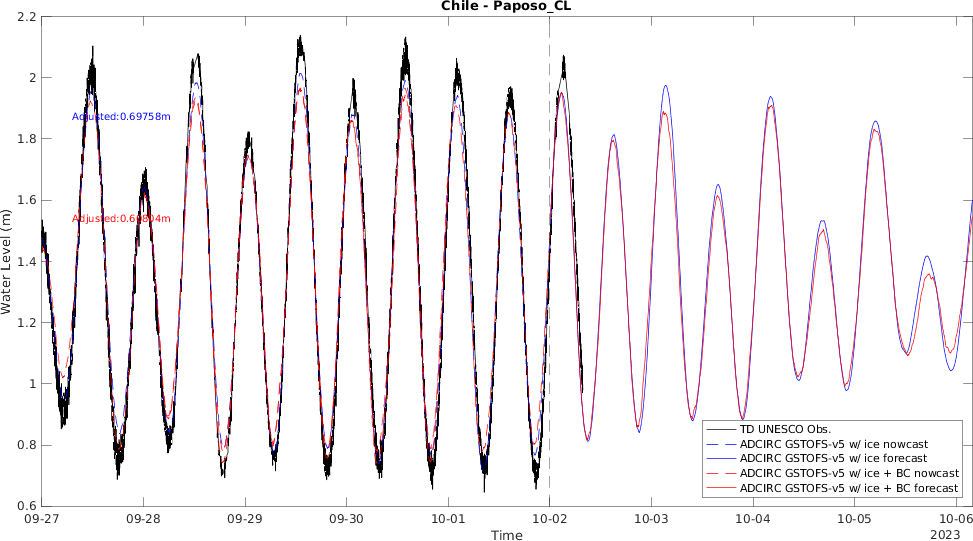 Chile - Paposo_CL
2.2
2
1.8
1.6
1.4
1.2
1
0.8
0.6
Water Level (m)
Adjusted:0.69758m
Adjusted:0.60804m
TD UNESCO Obs.
ADCIRC GSTOFS-v5 w/ ice nowcast
ADCIRC GSTOFS-v5 w/ ice forecast
ADCIRC GSTOFS-v5 w/ ice + BC nowcast
ADCIRC GSTOFS-v5 w/ ice + BC forecast
09-27 09-28 09-29 09-30 10-01 10-02 10-03 10-04 10-05 10-06
2023
Time